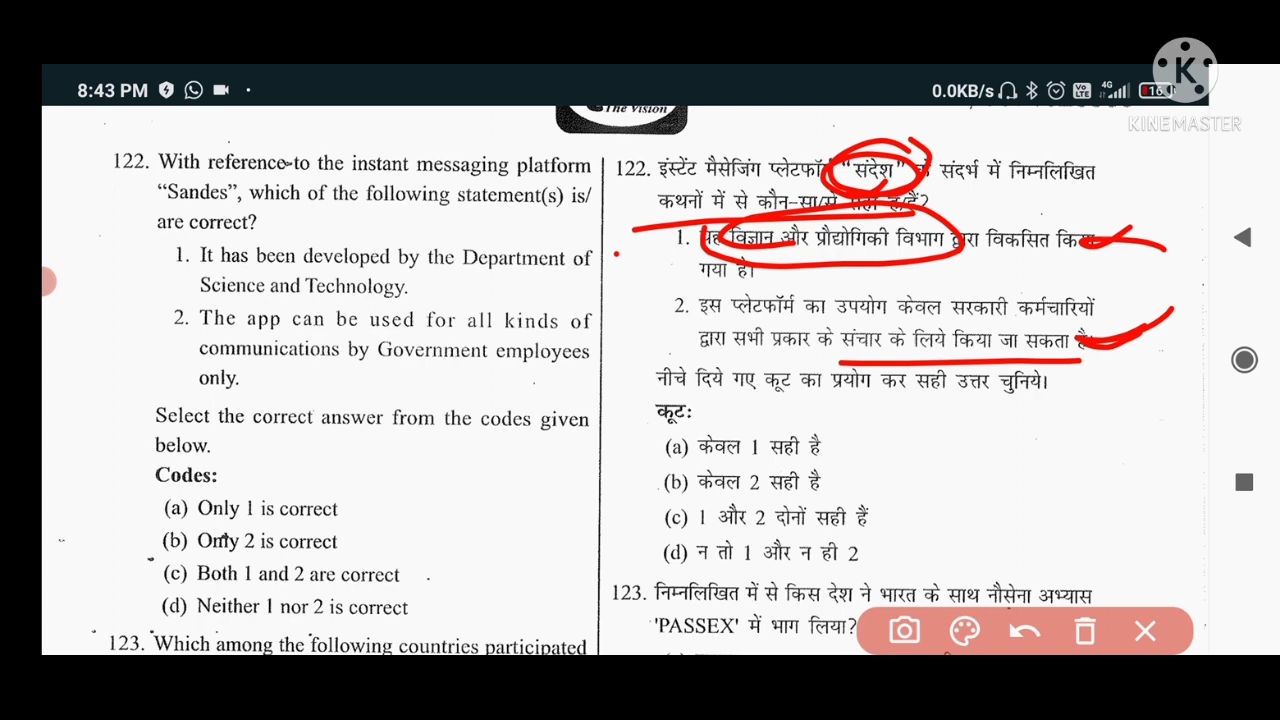 8:43 PM
0.0KB/s
4G
16
KINEMASTER
The Vision
122. With reference to the instant messaging platform
“Sandes”, which of the following statement(s) is/
are correct?
1. It has been developed by the Department of
Science and Technology.
2. The app can be used for all kinds of
communications by Government employees
only.
Select the correct answer from the codes given
below.
Codes:
(a) Only 1 is correct
(b) Only 2 is correct
(c) Both 1 and 2 are correct
(d) Neither 1 nor 2 is correct
123. Which among the following countries participated
122. इंस्टेंट मैसेजिंग प्लेटफॉर्म “संदेश” के संदर्भ में निम्नलिखित
कथनों में से कौन-सा/से सही है/हैं?
1. यह विज्ञान और प्रौद्योगिकी विभाग द्वारा विकसित किया
गया है।
2. इस प्लेटफॉर्म का उपयोग केवल सरकारी कर्मचारियों
द्वारा सभी प्रकार के संचार के लिये किया जा सकता है।
नीचे दिये गए कूट का प्रयोग कर सही उत्तर चुनिये।
कूटः
(a) केवल 1 सही है
(b) केवल 2 सही है
(c) 1 और 2 दोनों सही हैं
(d) न तो 1 और न ही 2
123. निम्नलिखित में से किस देश ने भारत के साथ नौसेना अभ्यास
'PASSEX' में भाग लिया?